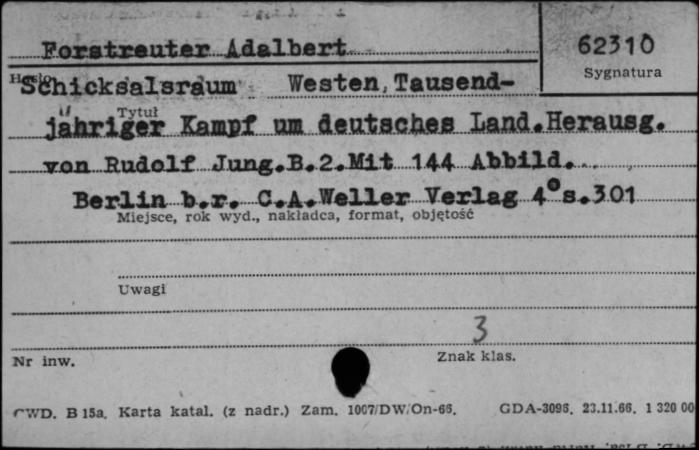 Forstreuter Adalbert
62310
Sygnatura
Hasło
Schicksalsraum Westen, Tausend-
Tytuł
jähriger Kampf um deutsches Land.Herausg.
von Rudolf Jung.B.2.Mit 144 Abbild.
Berlin b.r. C.A.Weller Verlag 4° s.301
Miejsce, rok wyd., nakładca, format, objętość
Uwagi
3
Nr inw.
Znak klas.
CWD. B 15a. Karta katal. (z nadr.) Zam. 1007/DW/On-66. GDA-3096. 23.11.66. 1 320 00